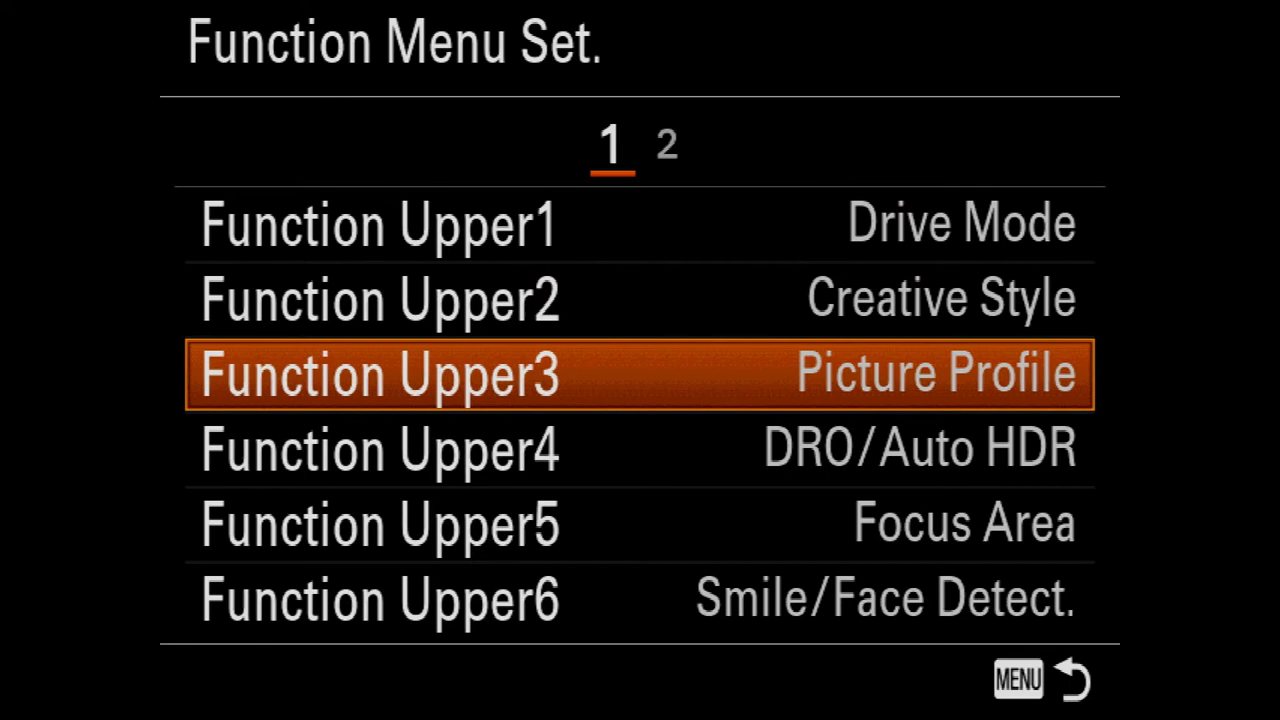 Function Menu Set.
1 2
Function Upper1 Drive Mode
Function Upper2 Creative Style
Function Upper3 Picture Profile
Function Upper4 DRO/Auto HDR
Function Upper5 Focus Area
Function Upper6 Smile/Face Detect.
MENU